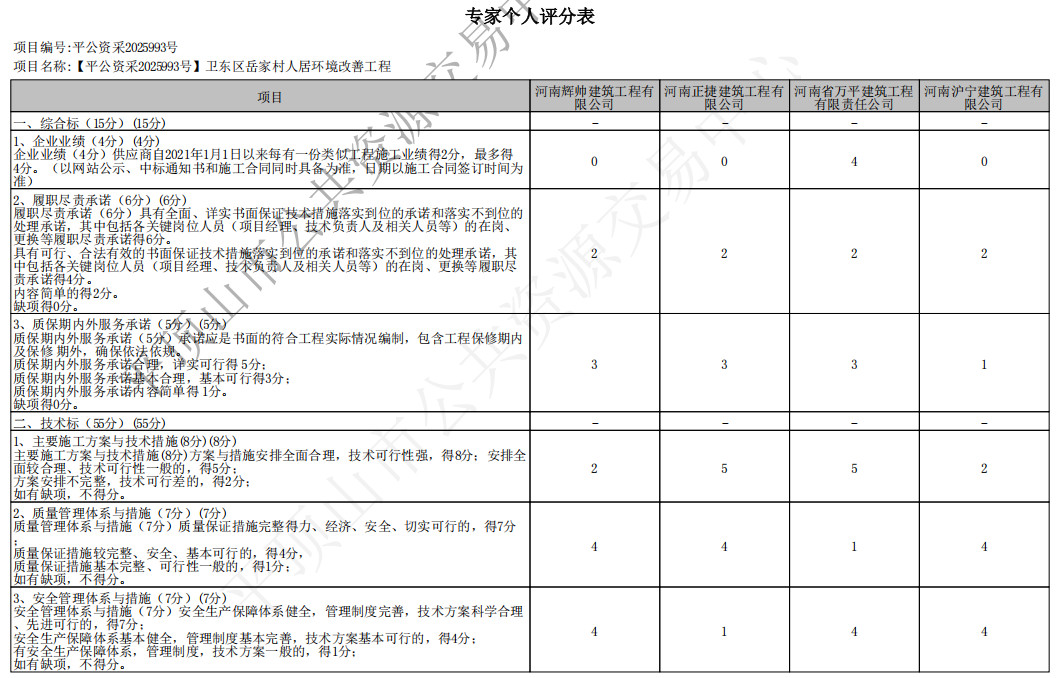 专家个人评分表
项目编号:平公资采2025993号
项目名称:【平公资采2025993号】卫东区岳家村人居环境改善工程
项目
河南辉帅建筑工程有
限公司
河南正捷建筑工程有
限公司
河南省万平建筑工程
有限责任公司
河南沪宁建筑工程有
限公司
一、综合标（15分）(15分)
–
–
–
–
1、企业业绩（4分）(4分)
企业业绩（4分）供应商自2021年1月1日以来每有一份类似工程施工业绩得2分，最多得
4分。（以网站公示、中标通知书和施工合同同时具备为准，日期以施工合同签订时间为
准）
0
0
4
0
2、履职尽责承诺（6分）(6分)
履职尽责承诺（6分）具有全面、详实书面保证技术措施落实到位的承诺和落实不到位的
处理承诺，其中包括各关键岗位人员（项目经理、技术负责人及相关人员等）的在岗、
更换等履职尽责承诺得6分。
具有可行、合法有效的书面保证技术措施落实到位的承诺和落实不到位的处理承诺，其
中包括各关键岗位人员（项目经理、技术负责人及相关人员等）的在岗、更换等履职尽
责承诺得4分。
内容简单的得2分。
缺项得0分。
2
2
2
2
3、质保期内外服务承诺（5分）(5分)
质保期内外服务承诺（5分）承诺应是书面的符合工程实际情况编制，包含工程保修期内
及保修 期外，确保依法依规。
质保期内外服务承诺合理，详实可行得 5分；
质保期内外服务承诺基本合理，基本可行得3分；
质保期内外服务承诺内容简单得 1分。
缺项得0分。
3
3
3
1
二、技术标（55分）(55分)
–
–
–
–
1、主要施工方案与技术措施(8分)(8分)
主要施工方案与技术措施(8分)方案与措施安排全面合理，技术可行性强，得8分； 安排全
面较合理、技术可行性一般的，得5分；
方案安排不完整，技术可行差的，得2分；
如有缺项，不得分。
2
5
5
2
2、质量管理体系与措施（7分）(7分)
质量管理体系与措施（7分）质量保证措施完整得力、经济、安全、切实可行的，得7分
；
质量保证措施较完整、安全、基本可行的，得4分，
质量保证措施基本完整、可行性一般的，得1分；
如有缺项，不得分。
4
4
1
4
3、安全管理体系与措施（7分）(7分)
安全管理体系与措施（7分）安全生产保障体系健全，管理制度完善，技术方案科学合理
、先进可行的，得7分；
安全生产保障体系基本健全，管理制度基本完善，技术方案基本可行的，得4分；
有安全生产保障体系，管理制度，技术方案一般的，得1分；
如有缺项，不得分。
4
1
4
4
平顶山市公共资源交易中
平顶山市公共资源交易中心